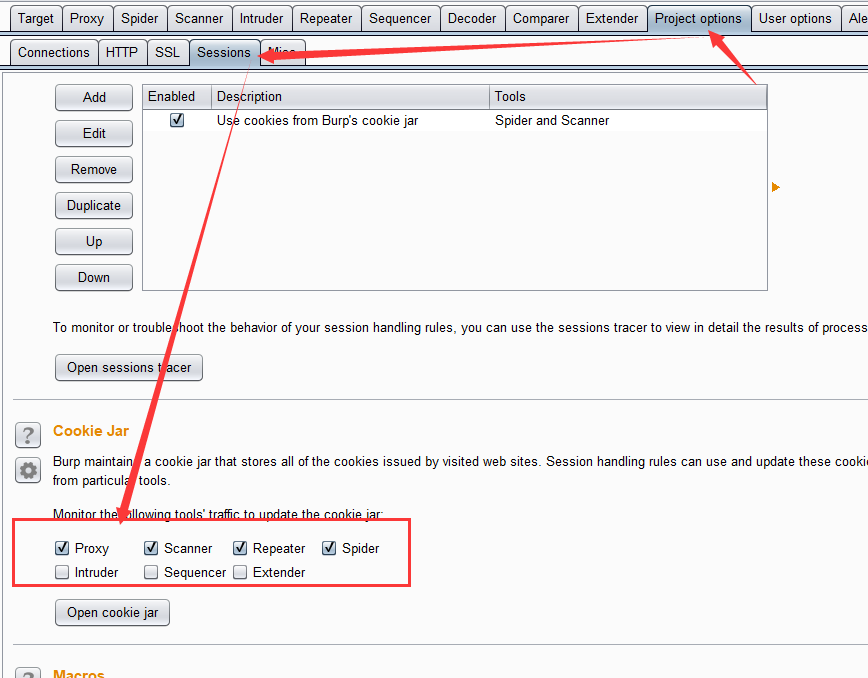 Target Proxy Spider Scanner Intruder Repeater Sequencer Decoder Comparer Extender Project options User options Ale
Connections HTTP SSL Sessions Misc
Add
Edit
Remove
Duplicate
Up
Down
Enabled Description Tools
Use cookies from Burp's cookie jar Spider and Scanner
To monitor or troubleshoot the behavior of your session handling rules, you can use the sessions tracer to view in detail the results of process
Open sessions tracer
? Cookie Jar
Burp maintains a cookie jar that stores all of the cookies issued by visited web sites. Session handling rules can use and update these cookie
from particular tools.
Monitor the following tools' traffic to update the cookie jar:
Proxy Scanner Repeater Spider
Intruder Sequencer Extender
Open cookie jar
? Macros